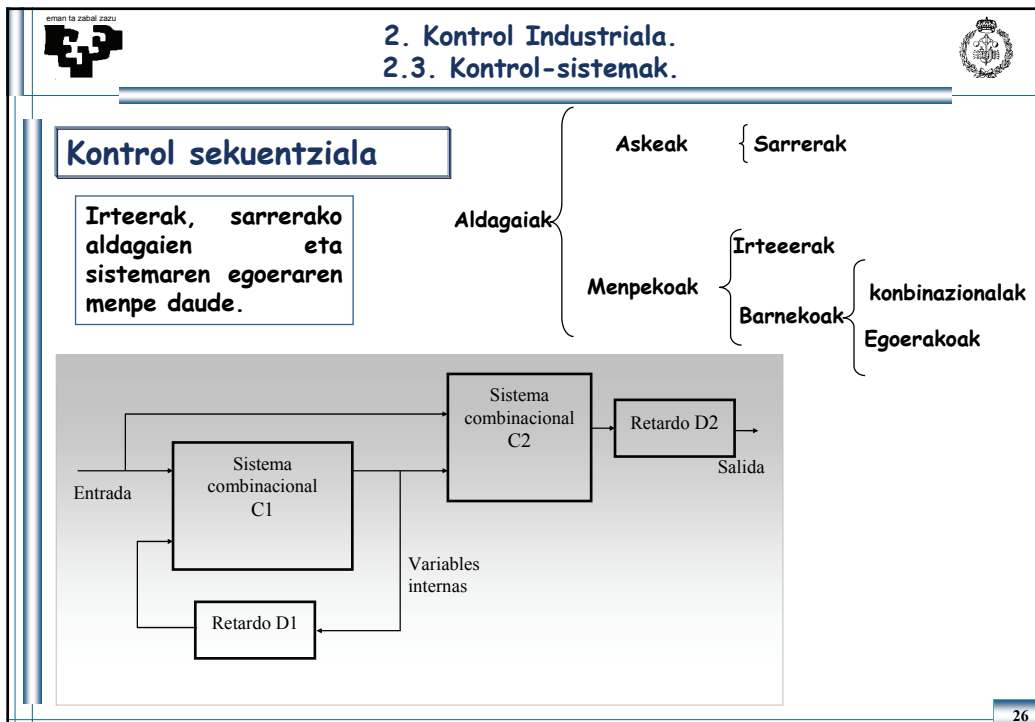 eman ta zabal zazu
2. Kontrol Industriala.
2.3. Kontrol-sistemak.
Kontrol sekuentziala
Irteerak, sarrerako
aldagaien eta
sistemaren egoeraren
menpe daude.
Aldagaiak
Askeak
Sarrerak
Menpekoak
Irteeerak
Barnekoak
konbinazionalak
Egoerakoak
Entrada
Sistema
combinacional
C1
Retardo D1
Variables
internas
Sistema
combinacional
C2
Retardo D2
Salida
26